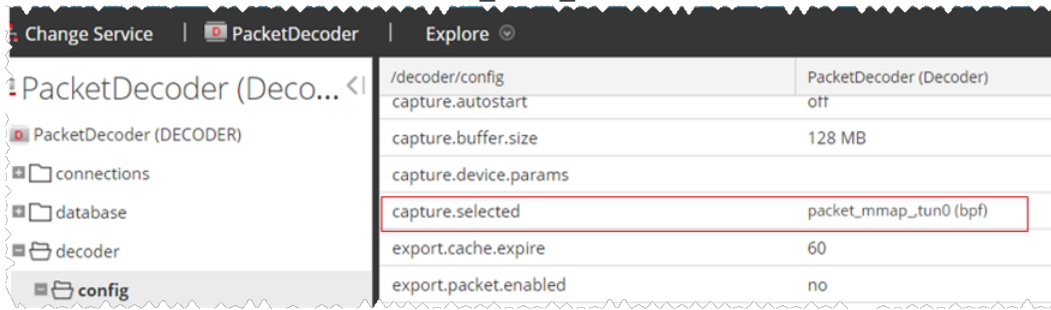 Change Service | PacketDecoder | Explore
PacketDecoder (Deco...
PacketDecoder (DECODER)
connections
database
decoder
config
/decoder/config PacketDecoder (Decoder)
capture.autostart off
capture.buffer.size 128 MB
capture.device.params
capture.selected packet_mmap_,tun0 (bpf)
export.cache.expire 60
export.packet.enabled no